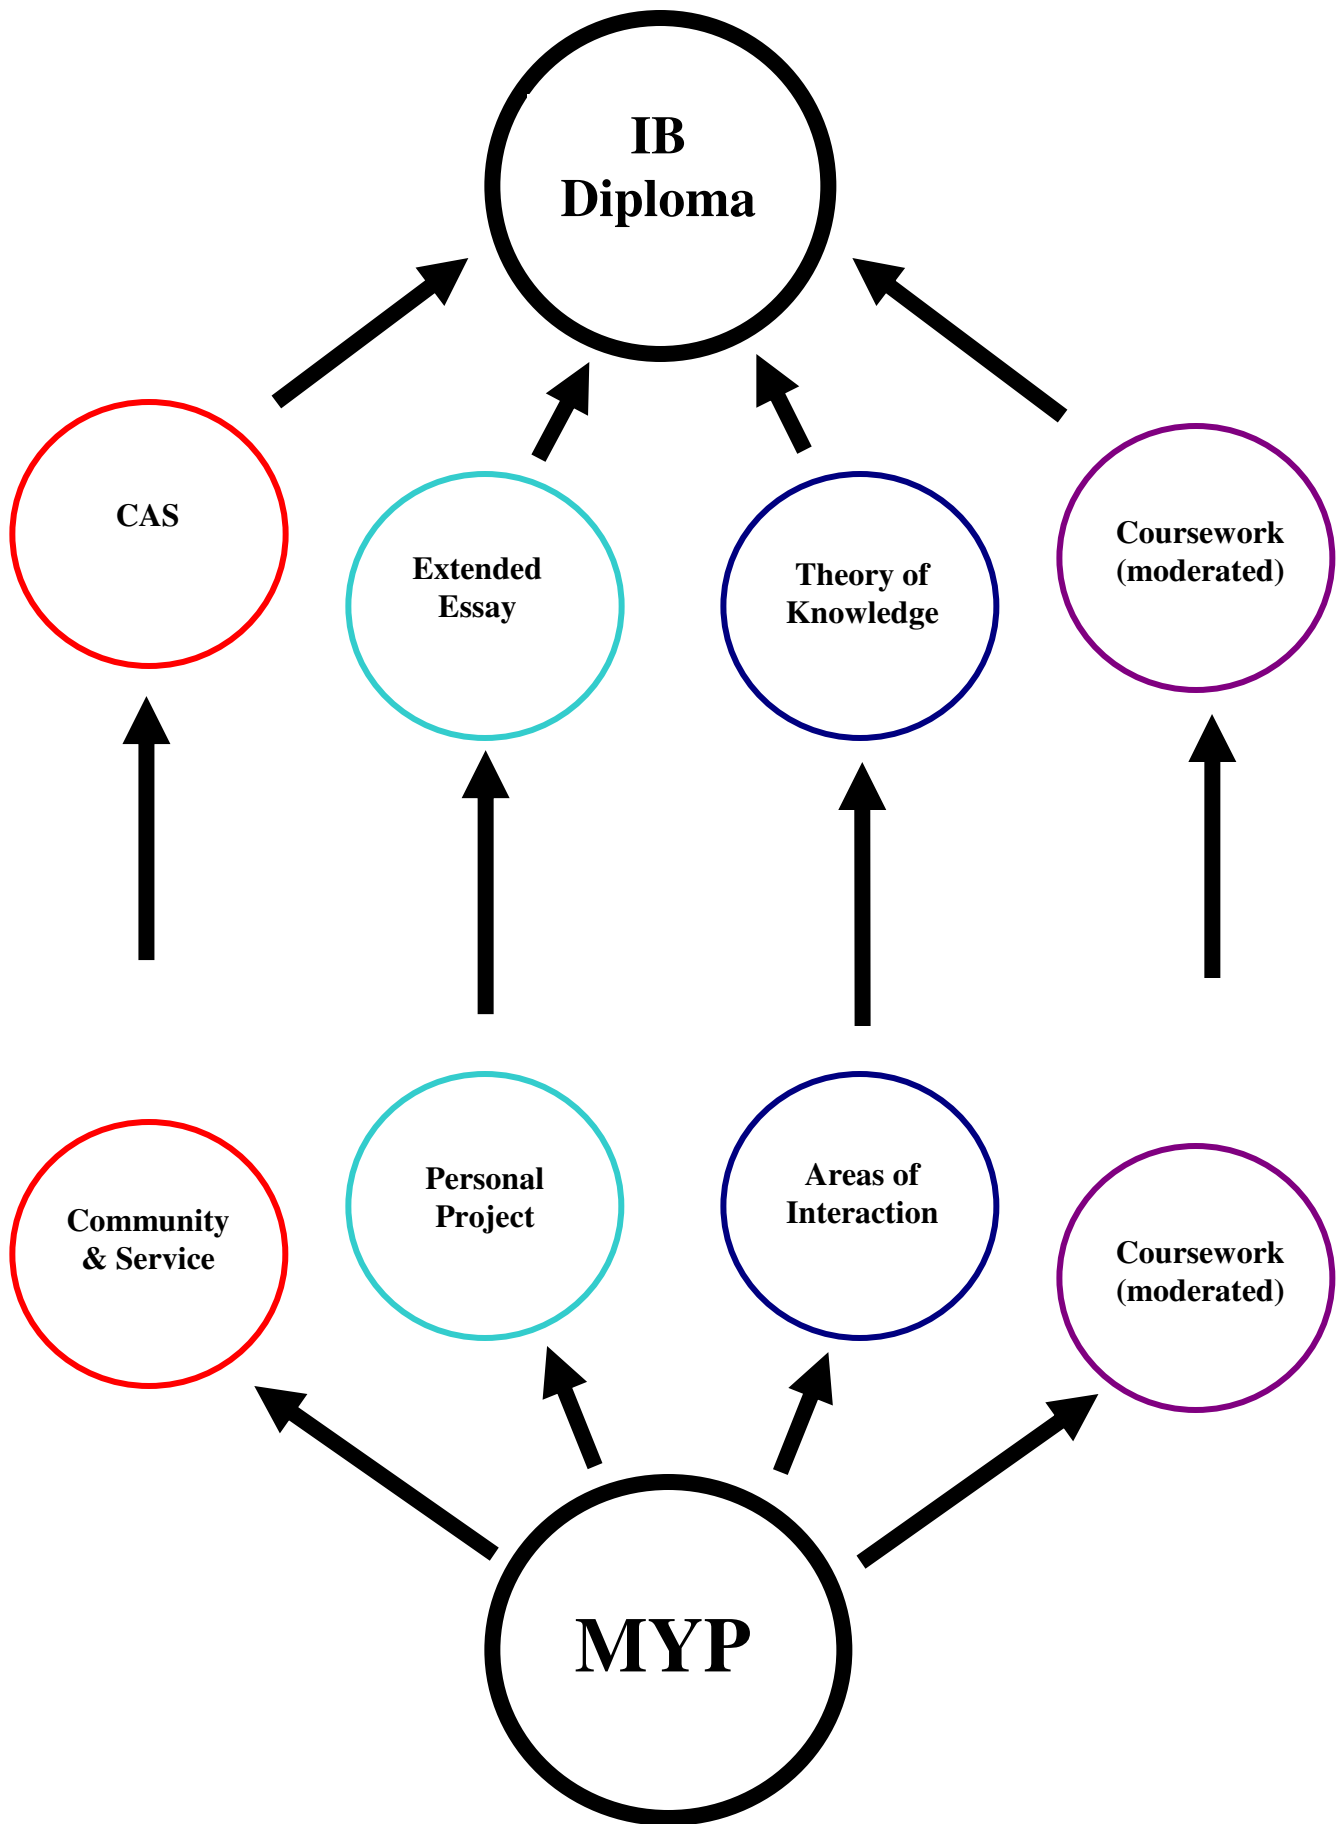 IB
Diploma
CAS
Extended
Essay
Theory of
Knowledge
Coursework
(moderated)
Community
& Service
Personal
Project
Areas of
Interaction
Coursework
(moderated)
MYP